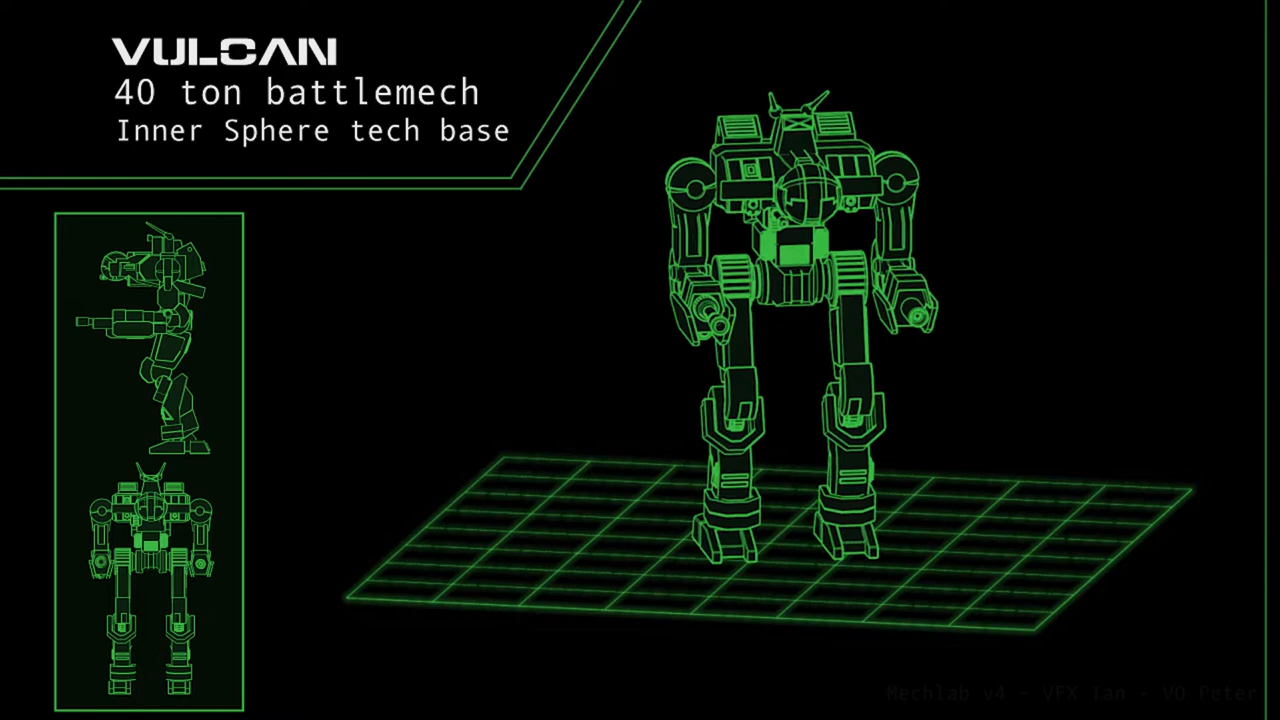 VULCAN
40 ton battlemech
Inner Sphere tech base
Mechlab v4 - VFX Ian - VO Peter